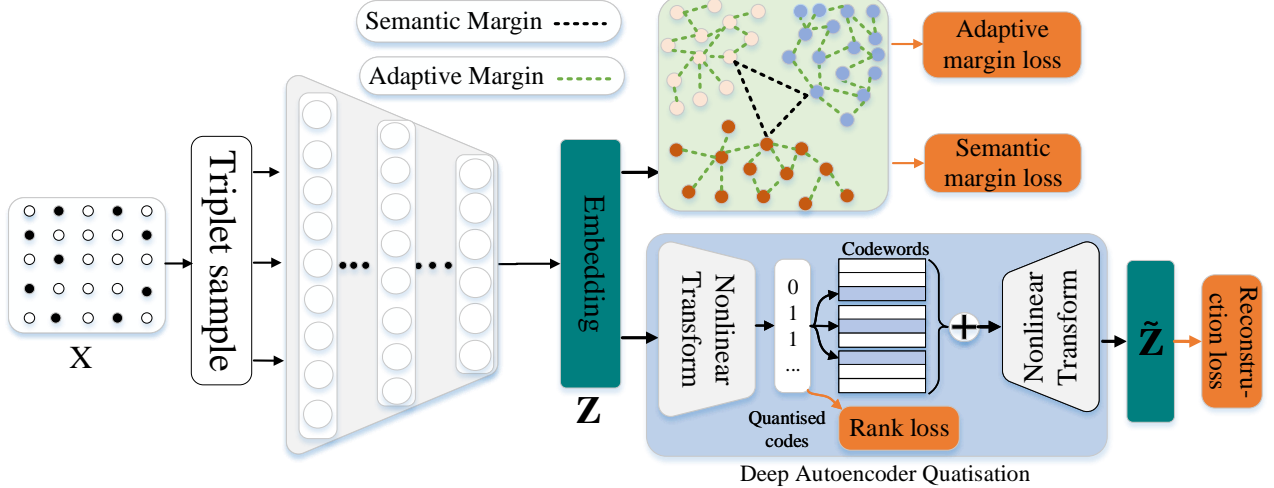 Semantic Margin
Adaptive Margin
Adaptive
margin loss
Semantic
margin loss
Triplet sample
X
Embedding
Z
Nonlinear
Transform
0
1
1
...
Quantised
codes
Codewords
Rank loss
Nonlinear
Transform
Z̃
Reconstru-
ction loss
Deep Autoencoder Quatisation